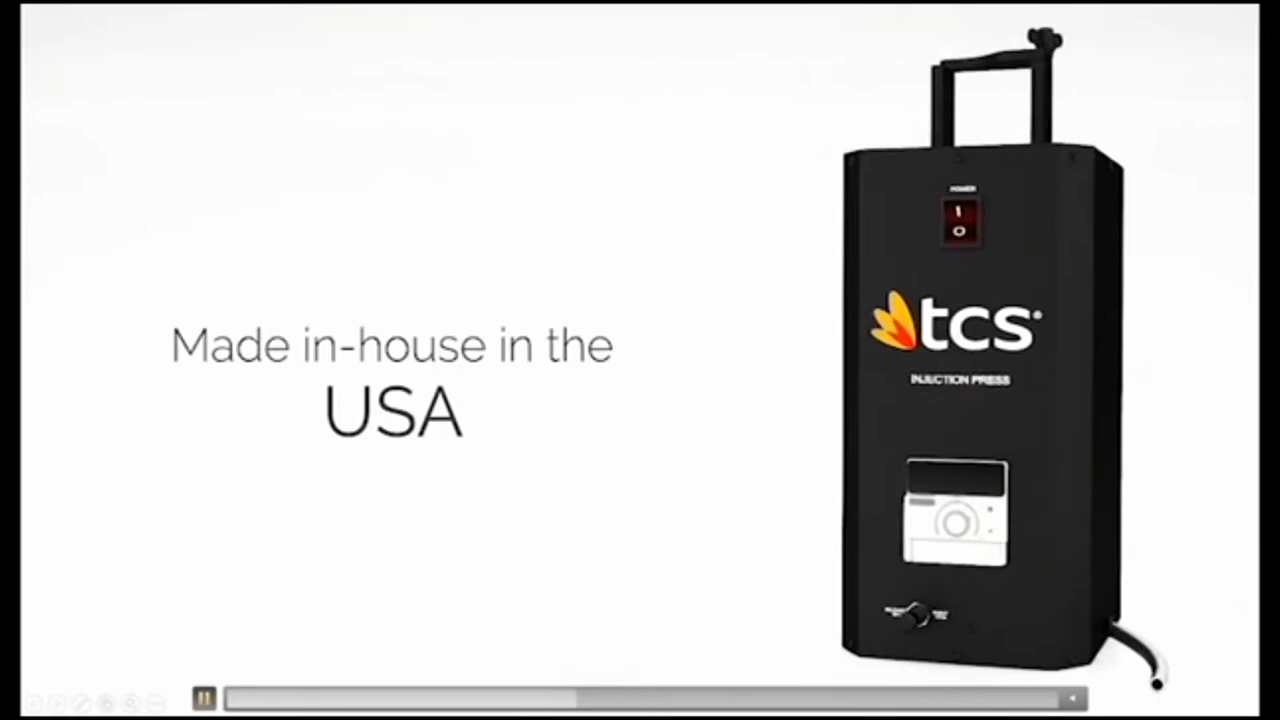 Made in-house in the
USA
POWER
I
O
tcs®
INJECTION PRESS